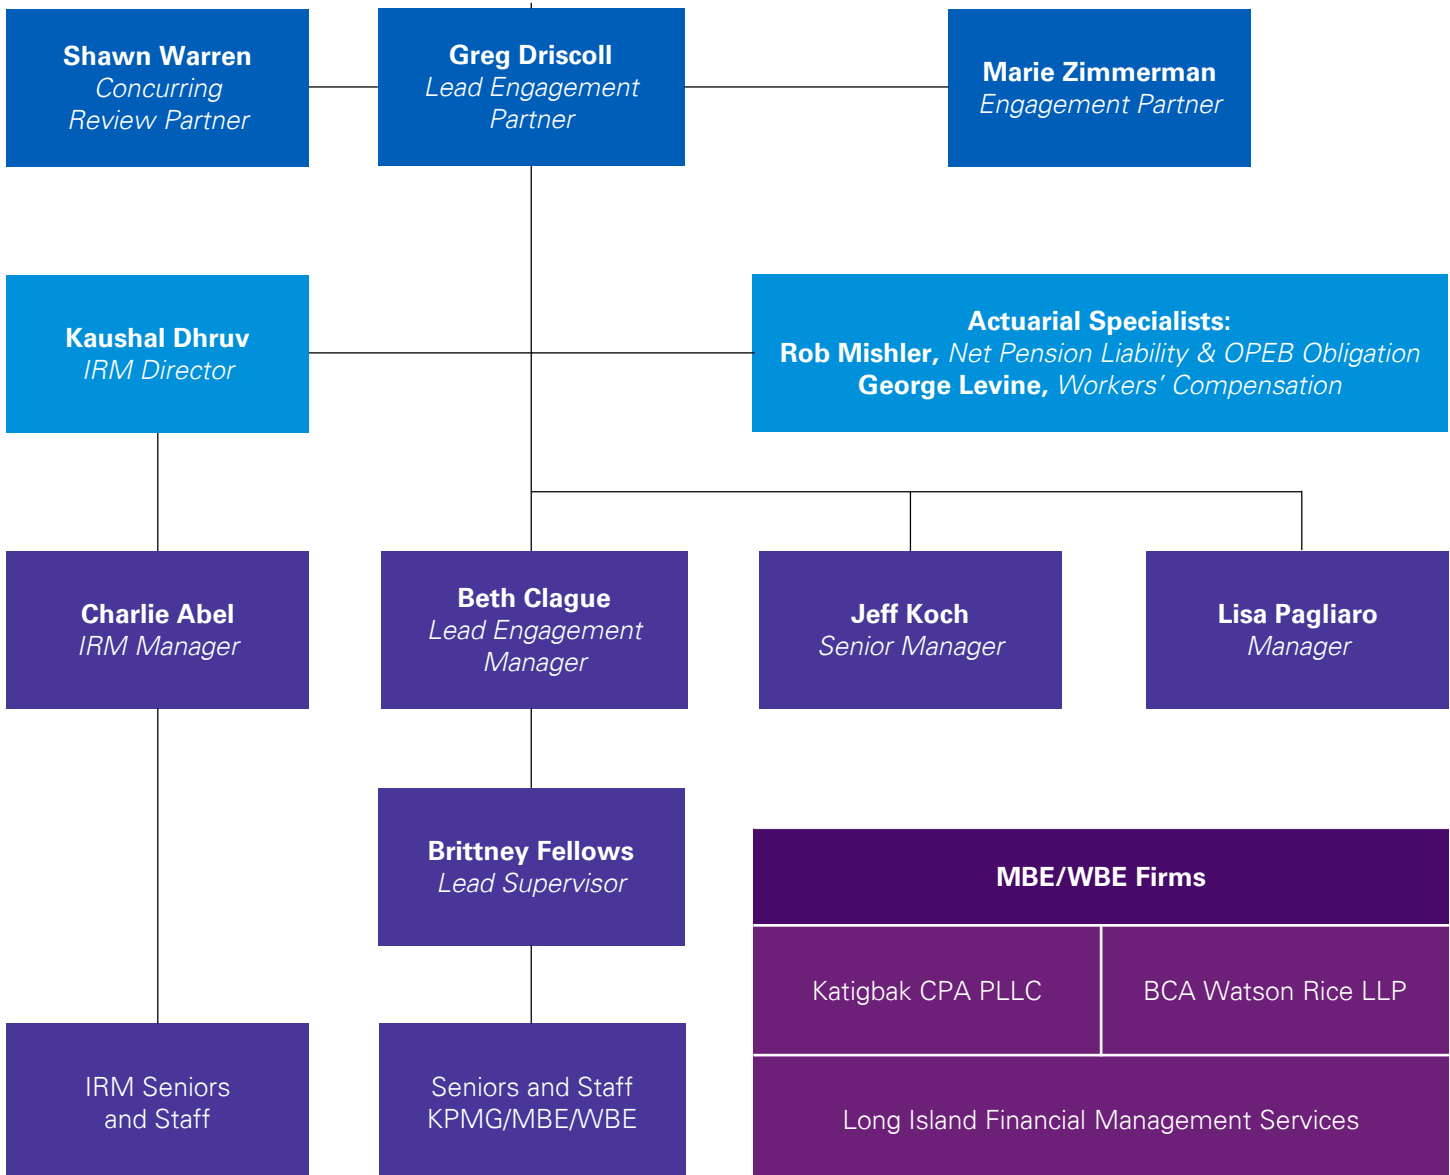 Shawn Warren
Concurring
Review Partner
Greg Driscoll
Lead Engagement
Partner
Marie Zimmerman
Engagement Partner
Kaushal Dhruv
IRM Director
Actuarial Specialists:
Rob Mishler, Net Pension Liability & OPEB Obligation
George Levine, Workers’ Compensation
Charlie Abel
IRM Manager
Beth Clague
Lead Engagement
Manager
Jeff Koch
Senior Manager
Lisa Pagliaro
Manager
Brittney Fellows
Lead Supervisor
MBE/WBE Firms
Katigbak CPA PLLC
BCA Watson Rice LLP
IRM Seniors
and Staff
Seniors and Staff
KPMG/MBE/WBE
Long Island Financial Management Services